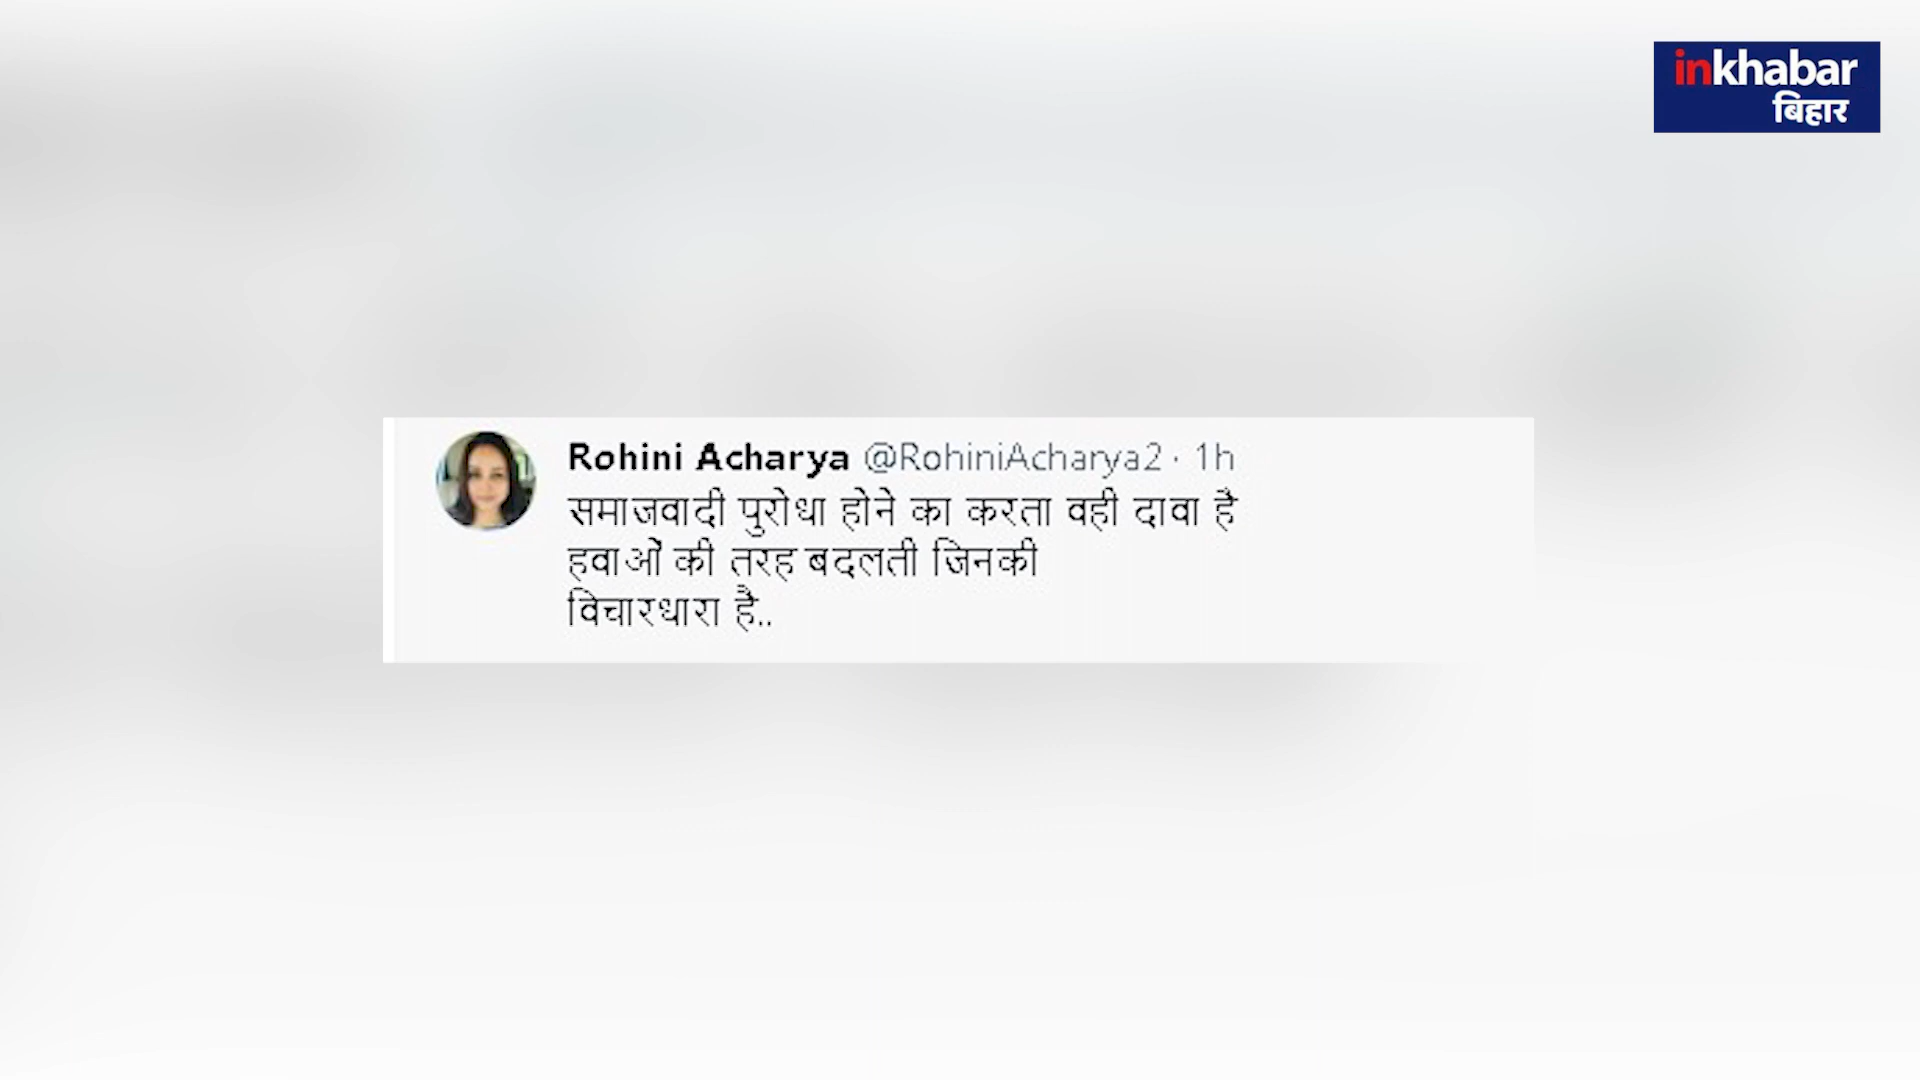 inkhabar
बिहार
Rohini Acharya @RohiniAcharya2 · 1h
समाजवादी पुरोधा होने का करता वही दावा है
हवाओं की तरह बदलती जिनकी
विचारधारा है..